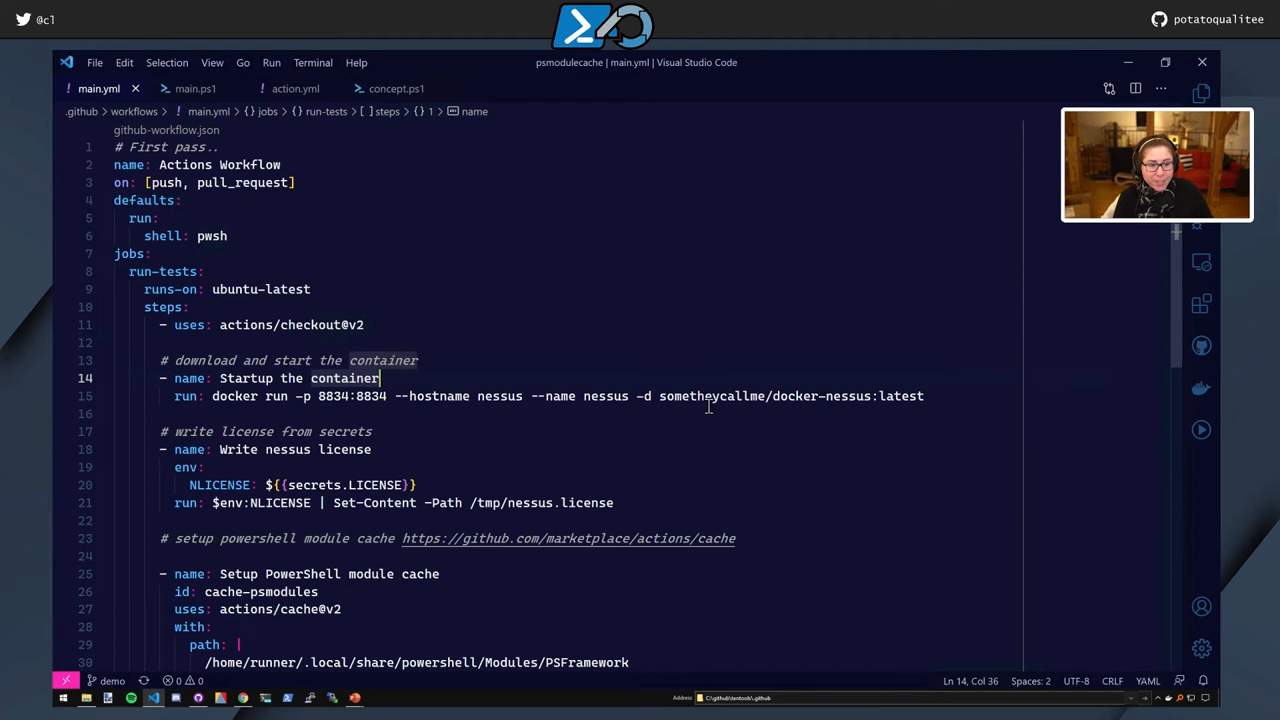 @cl
potatoqualitee
File Edit Selection View Go Run Terminal Help
psmodulecache | main.yml | Visual Studio Code
main.yml
main.ps1
action.yml
concept.ps1
.github > workflows > ! main.yml > {} jobs > {} run-tests > [ ] steps > {} 1 > name
github-workflow.json
1 # First pass..
2 name: Actions Workflow
3 on: [push, pull_request]
4 defaults:
5 run:
6 shell: pwsh
7 jobs:
8 run-tests:
9 runs-on: ubuntu-latest
10 steps:
11 - uses: actions/checkout@v2
12
13 # download and start the container
14 - name: Startup the container
15 run: docker run -p 8834:8834 --hostname nessus --name nessus -d sometheycallme/docker-nessus:latest
16
17 # write license from secrets
18 - name: Write nessus license
19 env:
20 NLICENSE: ${{secrets.LICENSE}}
21 run: $env:NLICENSE | Set-Content -Path /tmp/nessus.license
22
23 # setup powershell module cache https://github.com/marketplace/actions/cache
24
25 - name: Setup PowerShell module cache
26 id: cache-psmodules
27 uses: actions/cache@v2
28 with:
29 path: |
30 /home/runner/.local/share/powershell/Modules/PSFramework
demo
0 0
Ln 14, Col 36
Spaces: 2
UTF-8
CRLF
YAML
Address
C:\github\tentools\.github